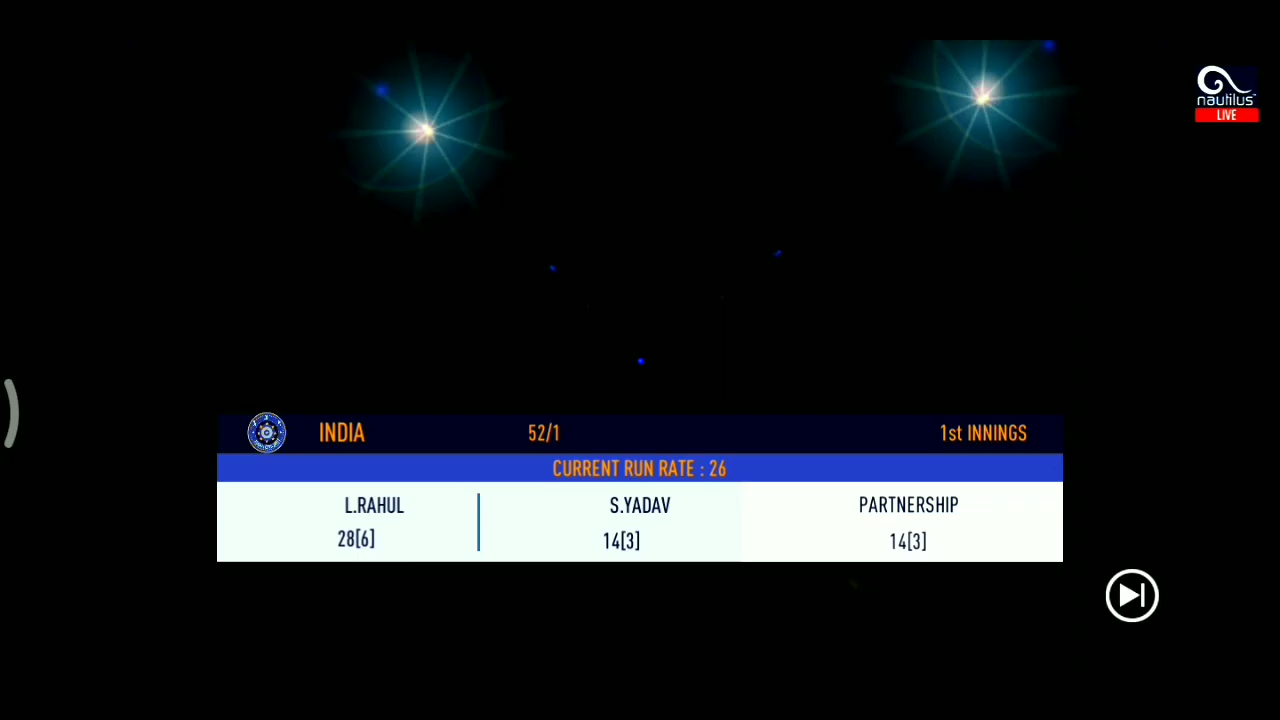 nautilus
LIVE
INDIA 52/1 1st INNINGS
CURRENT RUN RATE : 26
L.RAHUL S.YADAV PARTNERSHIP
28[6] 14[3] 14[3]